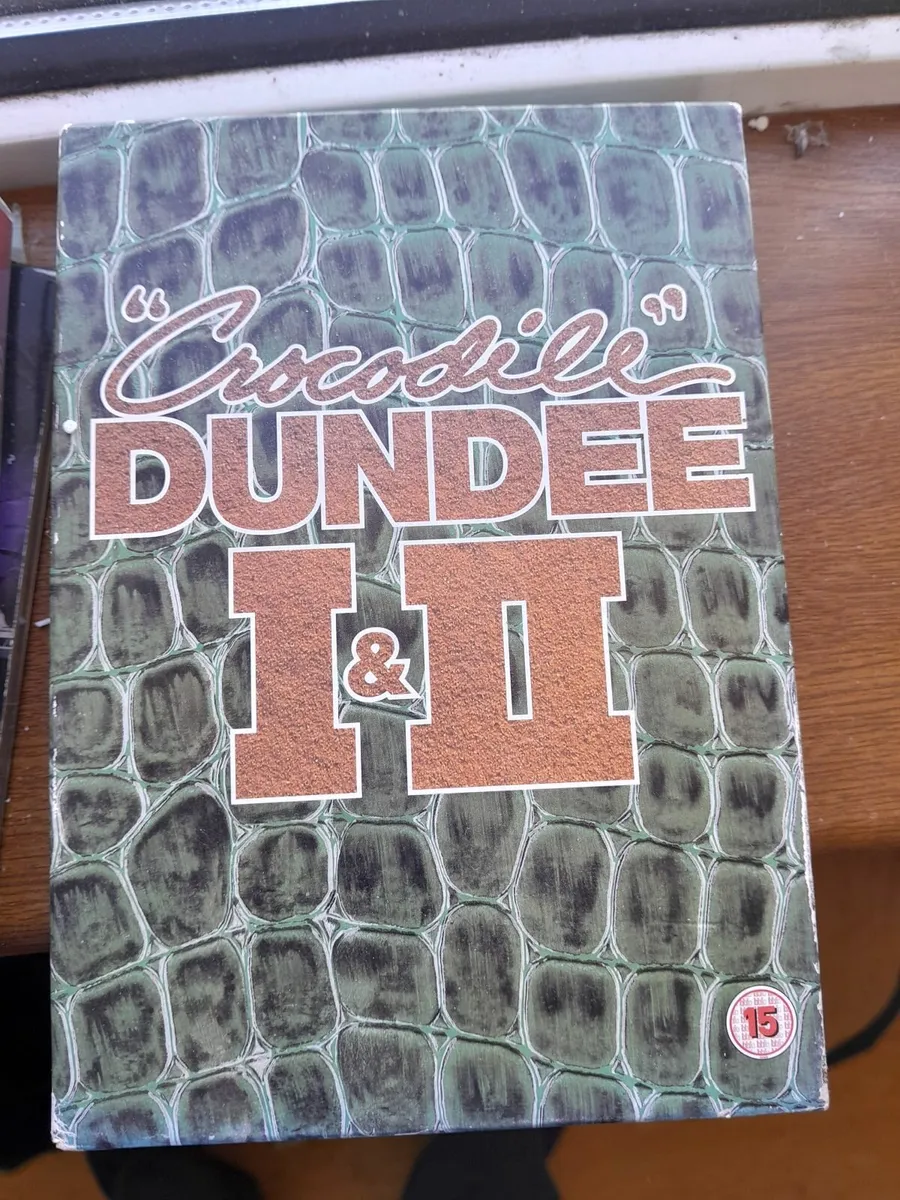 “Crocodile”
DUNDEE
I & II
15